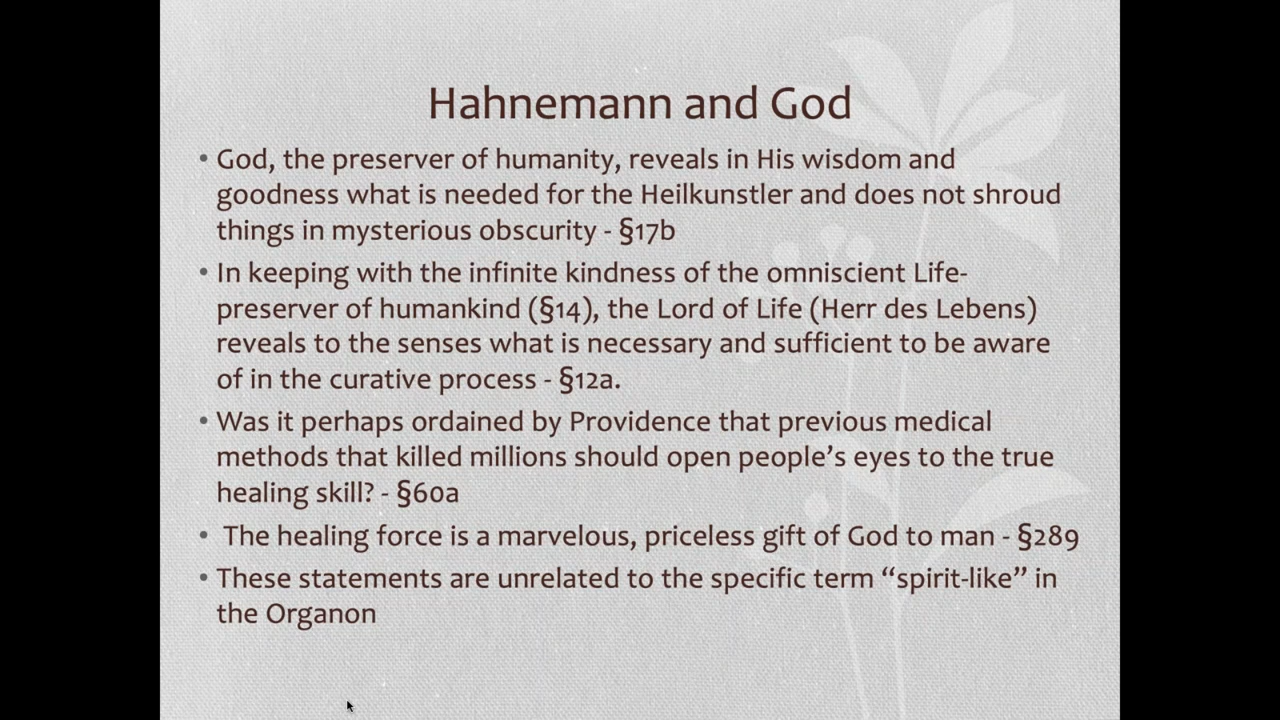 Hahnemann and God
• God, the preserver of humanity, reveals in His wisdom and
goodness what is needed for the Heilkunstler and does not shroud
things in mysterious obscurity - §17b
• In keeping with the infinite kindness of the omniscient Life-
preserver of humankind (§14), the Lord of Life (Herr des Lebens)
reveals to the senses what is necessary and sufficient to be aware
of in the curative process - §12a.
• Was it perhaps ordained by Providence that previous medical
methods that killed millions should open people’s eyes to the true
healing skill? - §60a
• The healing force is a marvelous, priceless gift of God to man - §289
• These statements are unrelated to the specific term “spirit-like” in
the Organon